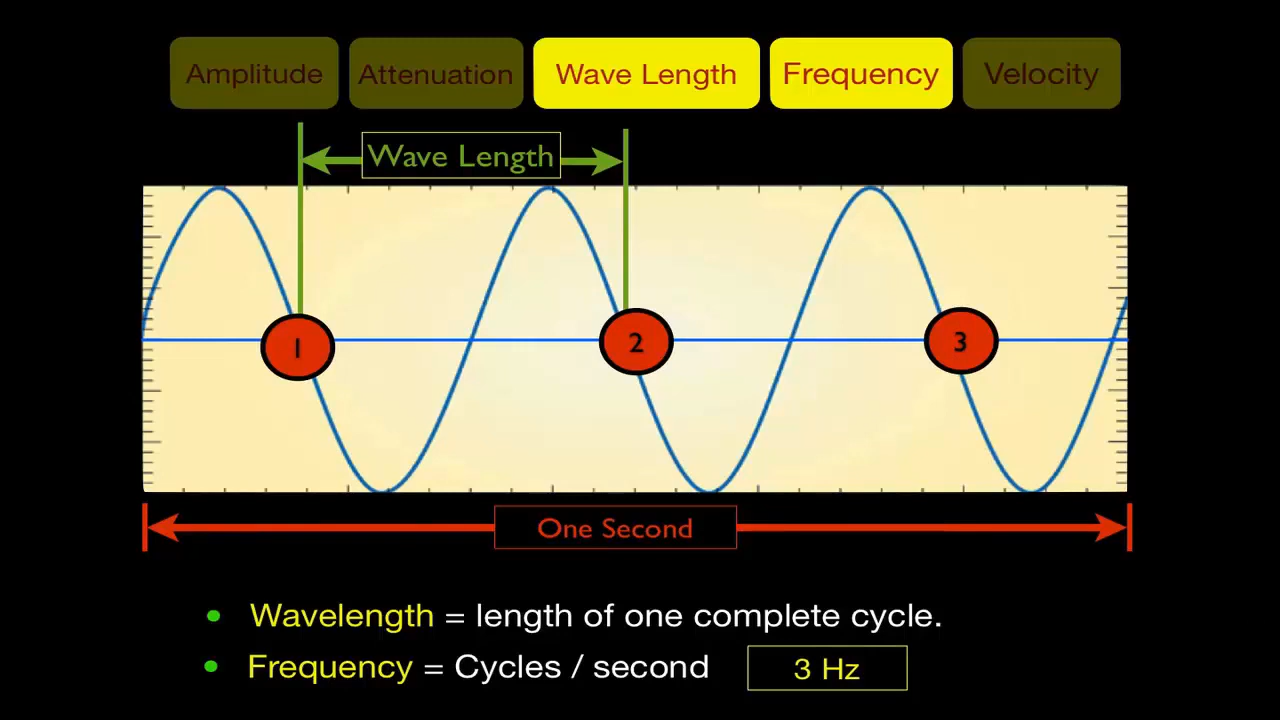 Amplitude Attenuation Wave Length Frequency Velocity
Wave Length
1 2 3
One Second
• Wavelength = length of one complete cycle.
• Frequency = Cycles / second 3 Hz